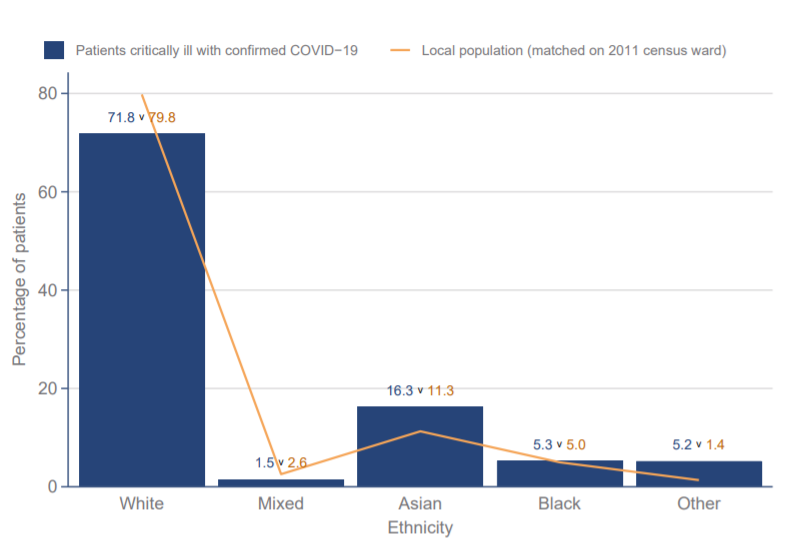 Patients critically ill with confirmed COVID−19 Local population (matched on 2011 census ward)
Percentage of patients
80
60
40
20
0
71.8 v 79.8
1.5 v 2.6
16.3 v 11.3
5.3 v 5.0
5.2 v 1.4
White Mixed Asian Black Other
Ethnicity